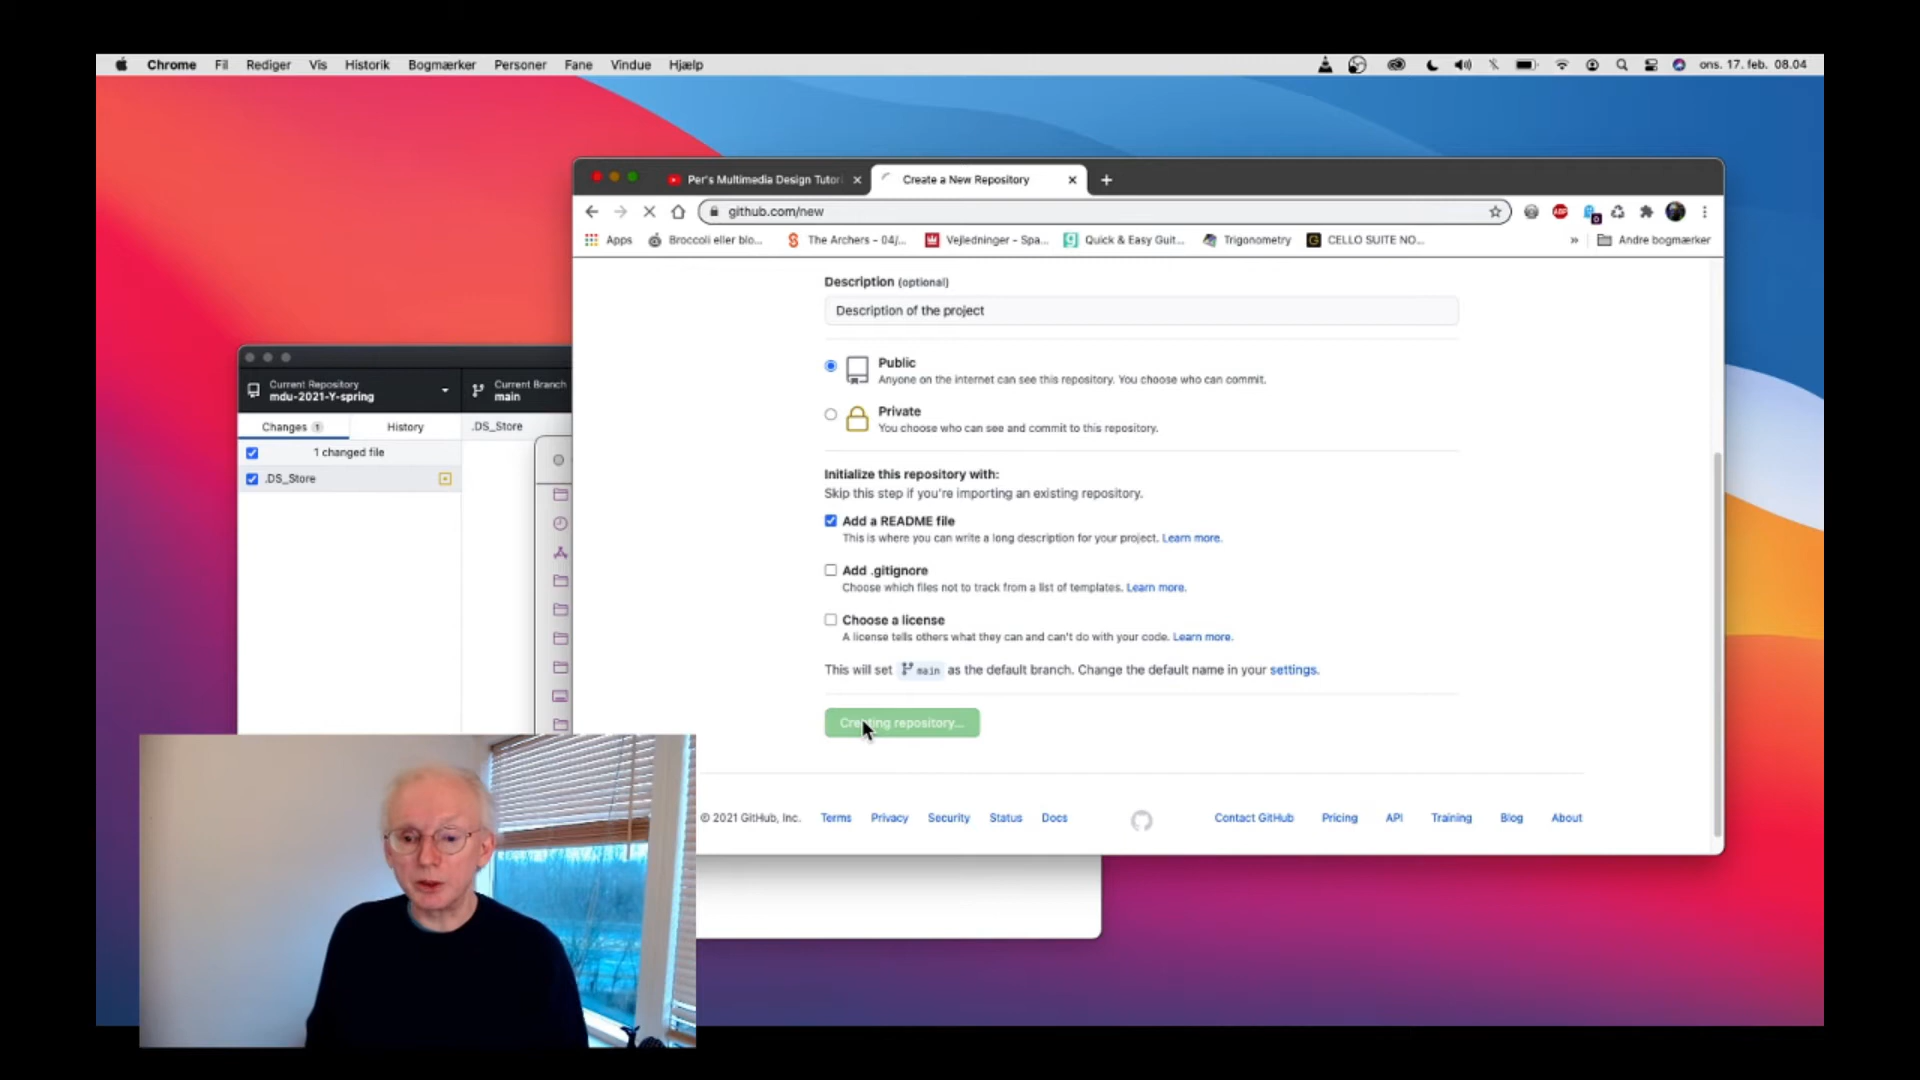 Chrome Fil Rediger Vis Historik Bogmærker Personer Fane Vindue Hjælp ons. 17. feb. 08.04
Per's Multimedia Design Tutori
Create a New Repository
github.com/new
ABP
Apps Broccoli eller blo... The Archers – 04/... Vejledninger - Spa... Quick & Easy Guit... Trigonometry CELLO SUITE NO... » Andre bogmærker
Description (optional)
Description of the project
Public
Anyone on the internet can see this repository. You choose who can commit.
Private
You choose who can see and commit to this repository.
Initialize this repository with:
Skip this step if you're importing an existing repository.
Add a README file
This is where you can write a long description for your project. Learn more.
Add .gitignore
Choose which files not to track from a list of templates. Learn more.
Choose a license
A license tells others what they can and can't do with your code. Learn more.
This will set main as the default branch. Change the default name in your settings.
Creating repository...
© 2021 GitHub, Inc. Terms Privacy Security Status Docs Contact GitHub Pricing API Training Blog About
Current Repository
mdu-2021-Y-spring
Current Branch
main
Changes 1 History .DS_Store
1 changed file
.DS_Store